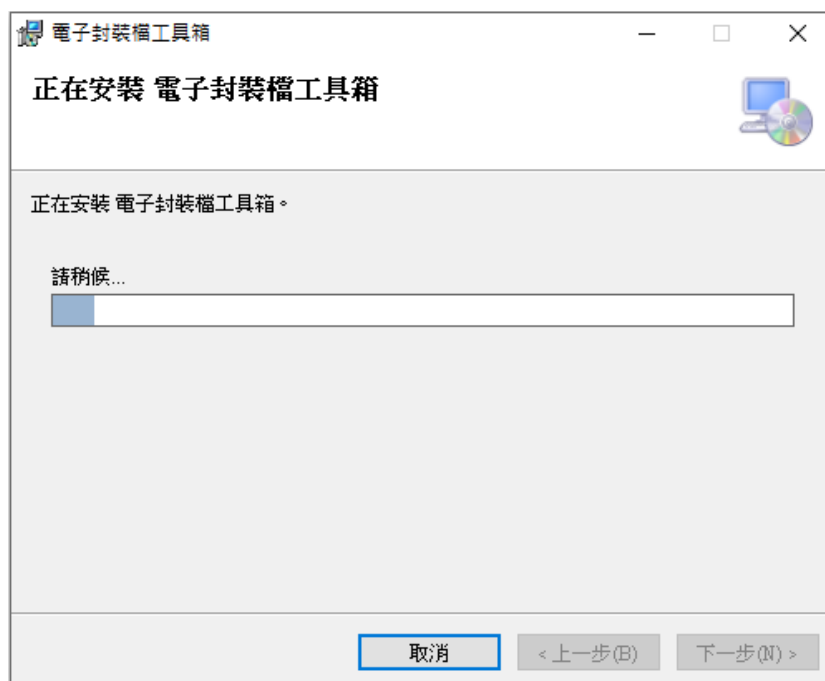 電子封裝檔工具箱
正在安裝 電子封裝檔工具箱
正在安裝 電子封裝檔工具箱。
請稍候...
取消
< 上一步(B)
下一步(N) >